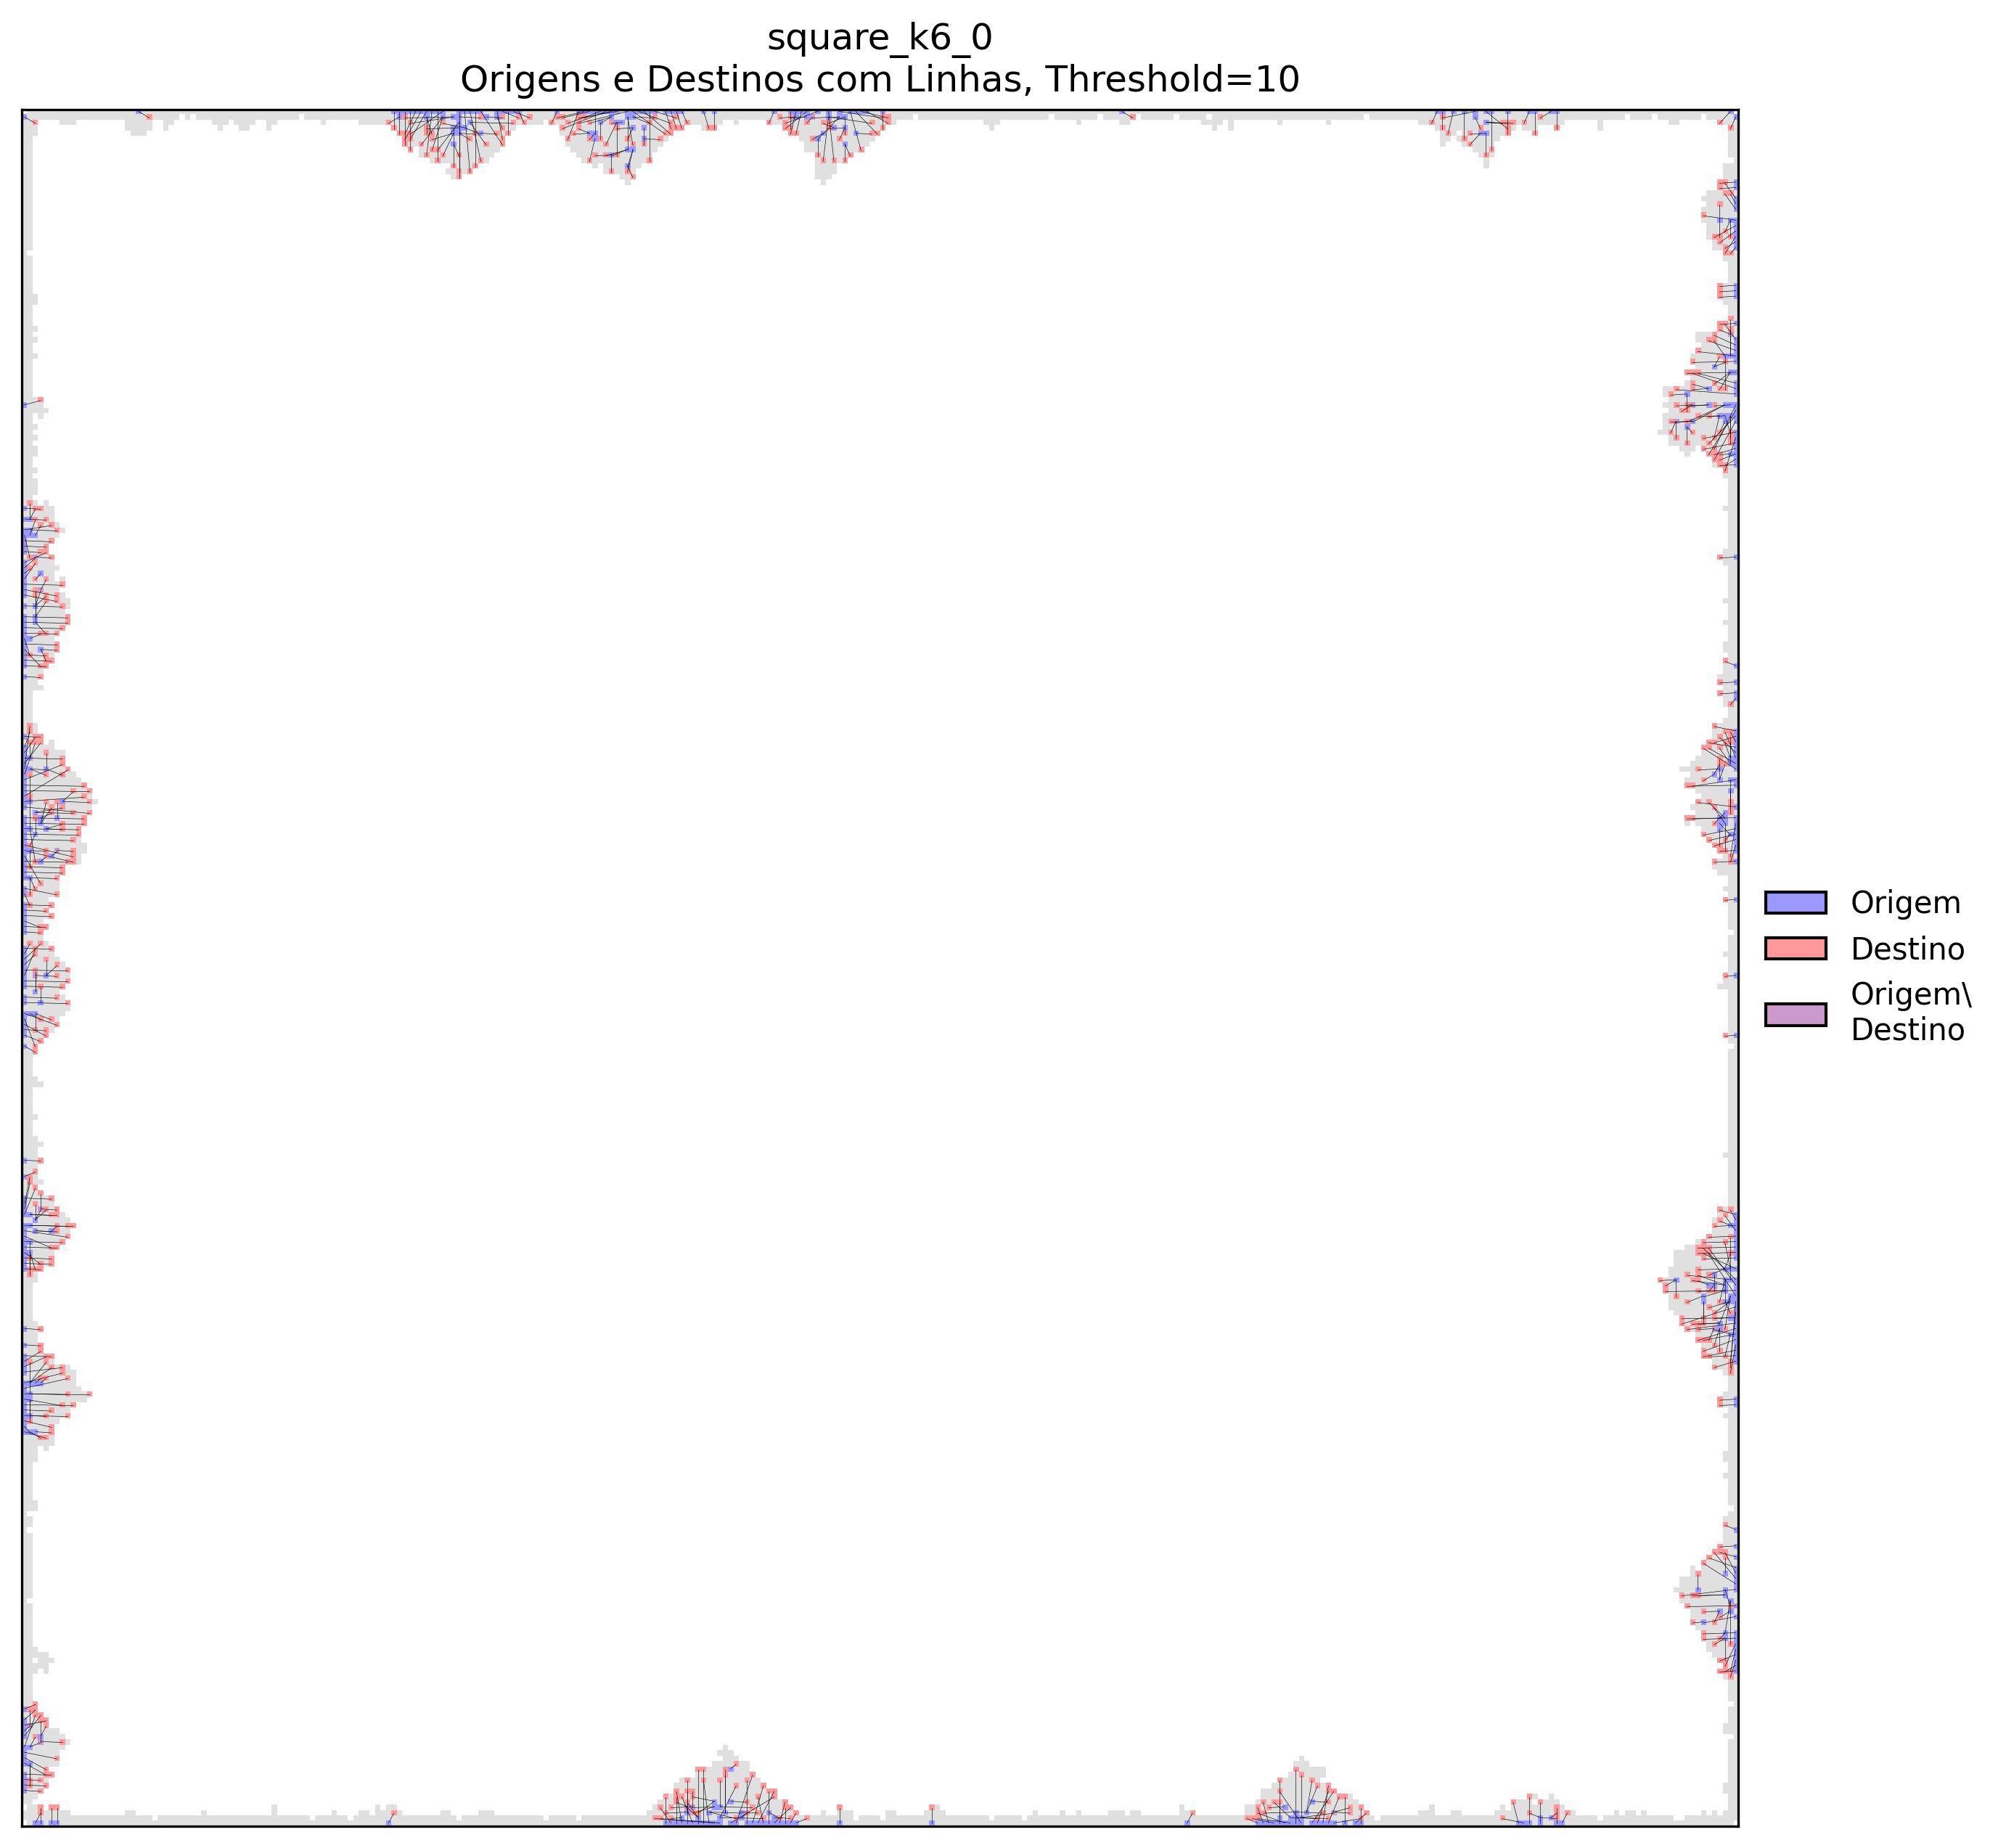 square_k6_0
Origens e Destinos com Linhas, Threshold=10
Origem
Destino
Origem\
Destino